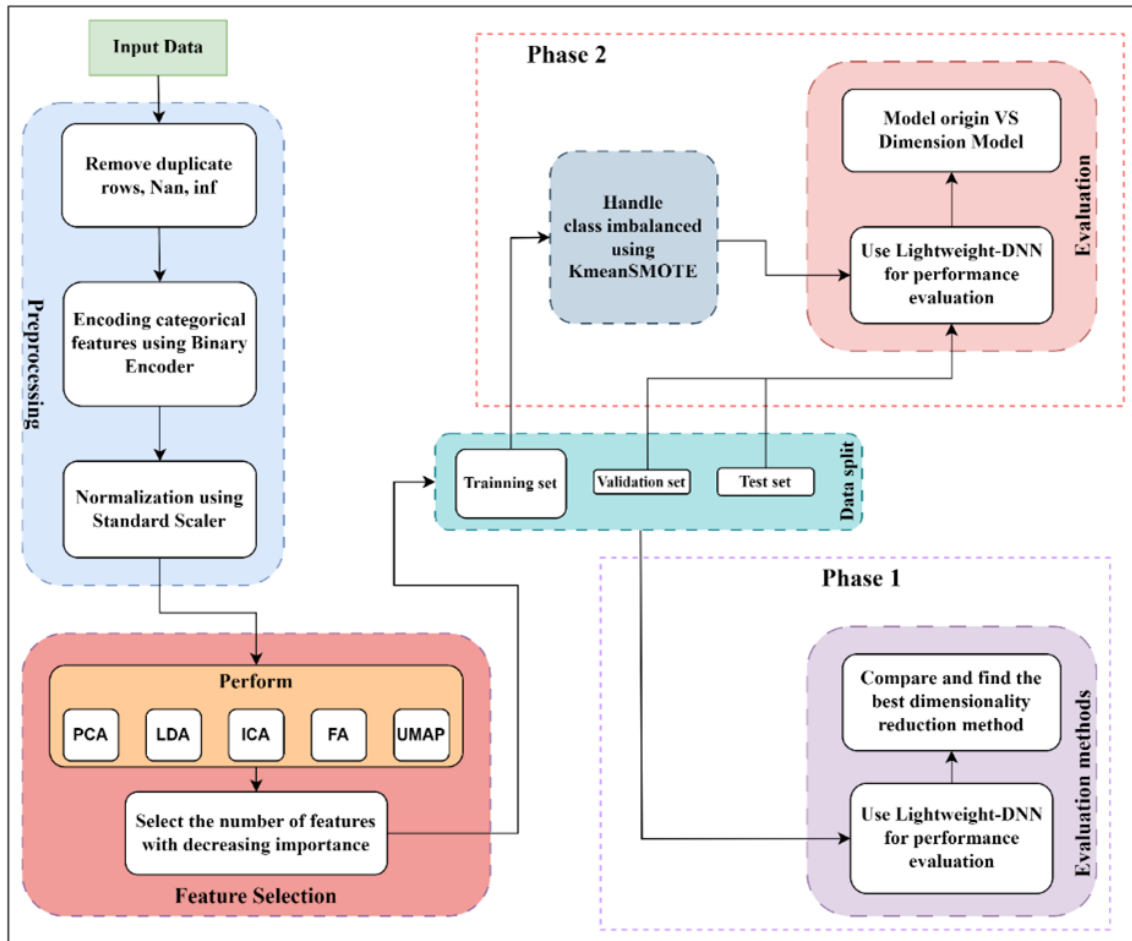 Input Data
Preprocessing
Remove duplicate
rows, Nan, inf
Encoding categorical
features using Binary
Encoder
Normalization using
Standard Scaler
Perform
PCA
LDA
ICA
FA
UMAP
Select the number of features
with decreasing importance
Feature Selection
Data split
Trainning set
Validation set
Test set
Phase 2
Handle
class imbalanced
using
KmeanSMOTE
Evaluation
Model origin VS
Dimension Model
Use Lightweight-DNN
for performance
evaluation
Phase 1
Evaluation methods
Compare and find the
best dimensionality
reduction method
Use Lightweight-DNN
for performance
evaluation